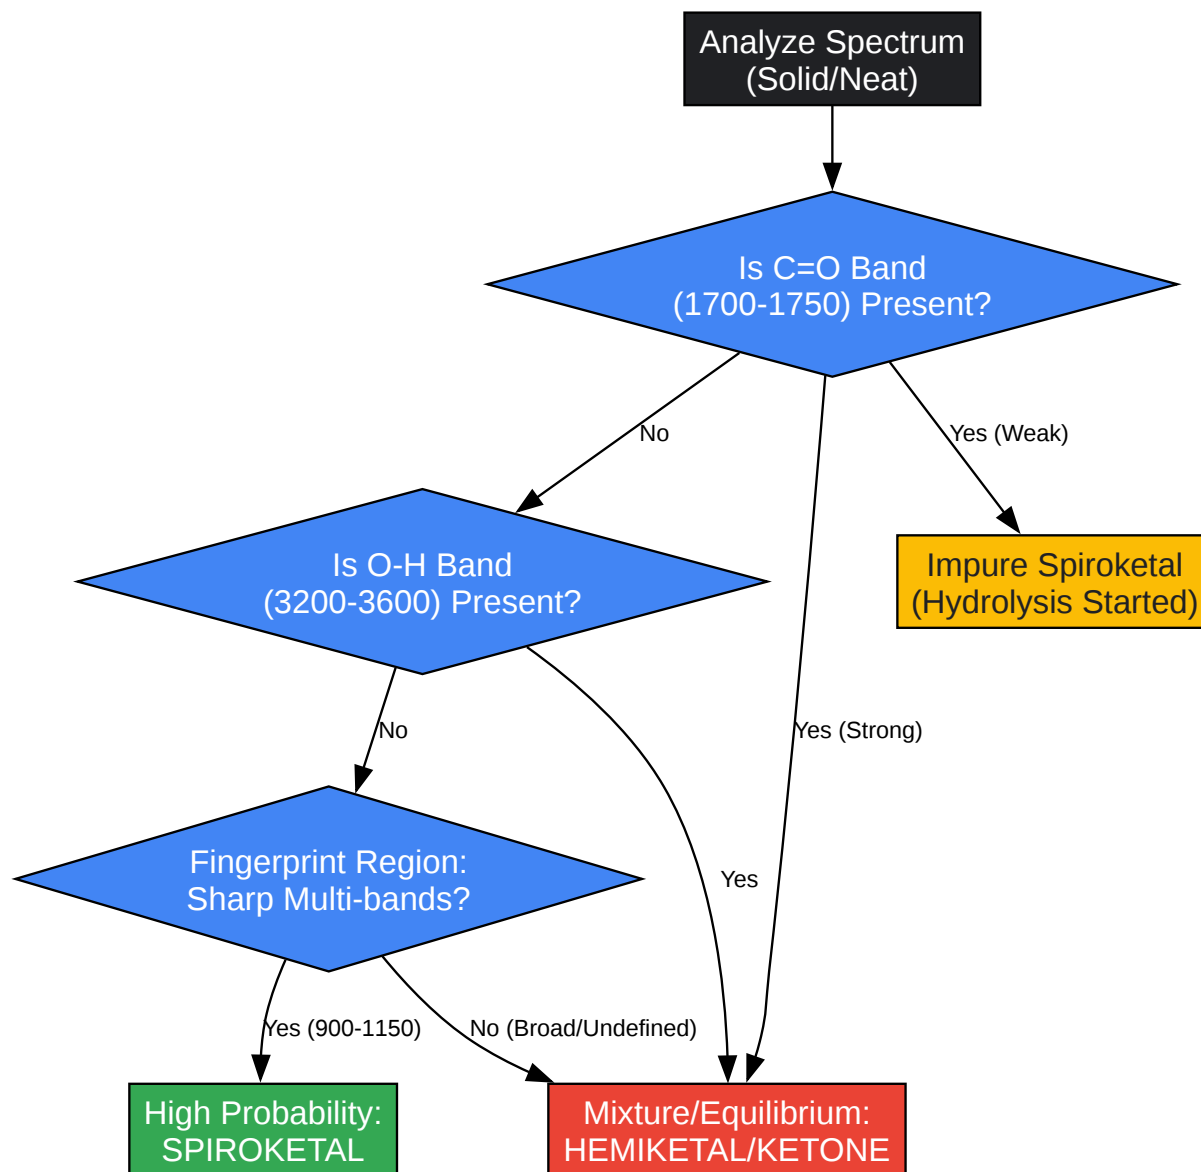 Analyze Spectrum
(Solid/Neat)
Is C=O Band
(1700-1750) Present?
No
Yes (Weak)
Is O-H Band
(3200-3600) Present?
Impure Spiroketal
(Hydrolysis Started)
No
Yes (Strong)
Fingerprint Region:
Sharp Multi-bands?
Yes
Yes (900-1150)
No (Broad/Undefined)
High Probability:
SPIROKETAL
Mixture/Equilibrium:
HEMIKETAL/KETONE